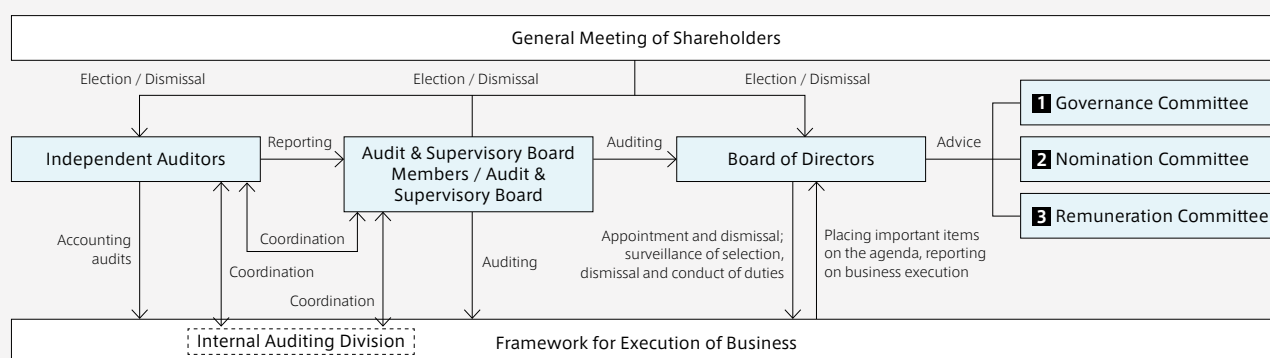 General Meeting of Shareholders
Election / Dismissal
Election / Dismissal
Election / Dismissal
1 Governance Committee
Independent Auditors
Reporting
Audit & Supervisory Board
Members / Audit &
Supervisory Board
Auditing
Board of Directors
Advice
2 Nomination Committee
3 Remuneration Committee
Accounting
audits
Coordination
Coordination
Coordination
Auditing
Appointment and dismissal;
surveillance of selection,
dismissal and conduct of duties
Placing important items
on the agenda, reporting
on business execution
Internal Auditing Division
Framework for Execution of Business